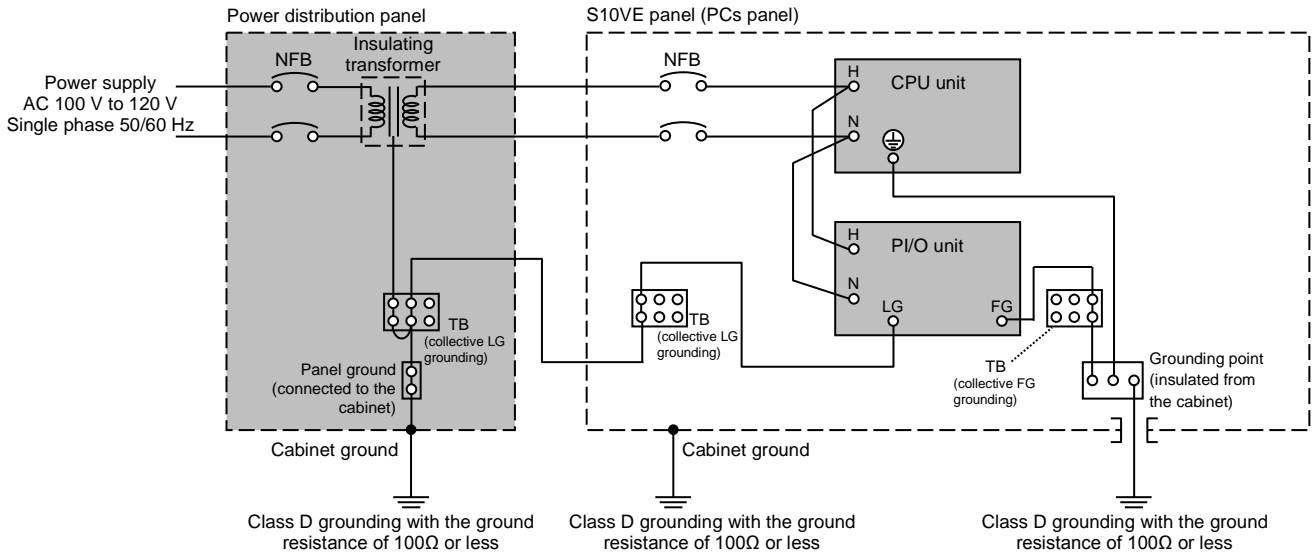 Power distribution panel
S10VE panel (PCs panel)
Insulating
transformer
NFB
NFB
Power supply
AC 100 V to 120 V
Single phase 50/60 Hz
H
CPU unit
N
H
PI/O unit
N
LG
FG
TB
(collective LG
grounding)
TB
(collective LG
grounding)
TB
(collective FG
grounding)
Panel ground
(connected to the
cabinet)
Grounding point
(insulated from
the cabinet)
Cabinet ground
Cabinet ground
Class D grounding with the ground
resistance of 100Ω or less
Class D grounding with the ground
resistance of 100Ω or less
Class D grounding with the ground
resistance of 100Ω or less